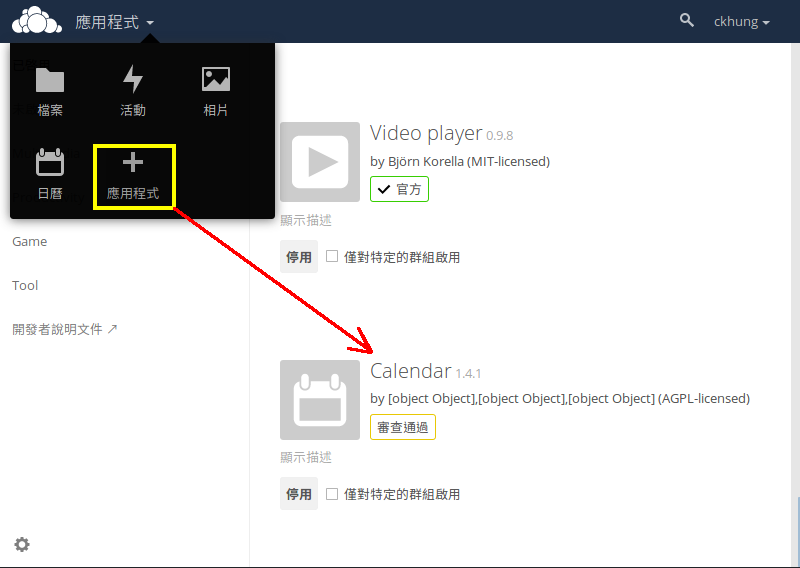 應用程式
ckhung
檔案
活動
相片
日曆
應用程式
Game
Tool
開發者說明文件 ↗
Video player 0.9.8
by Björn Korella (MIT-licensed)
官方
顯示描述
停用
僅對特定的群組啟用
Calendar 1.4.1
by [object Object],[object Object],[object Object] (AGPL-licensed)
審查通過
顯示描述
停用
僅對特定的群組啟用